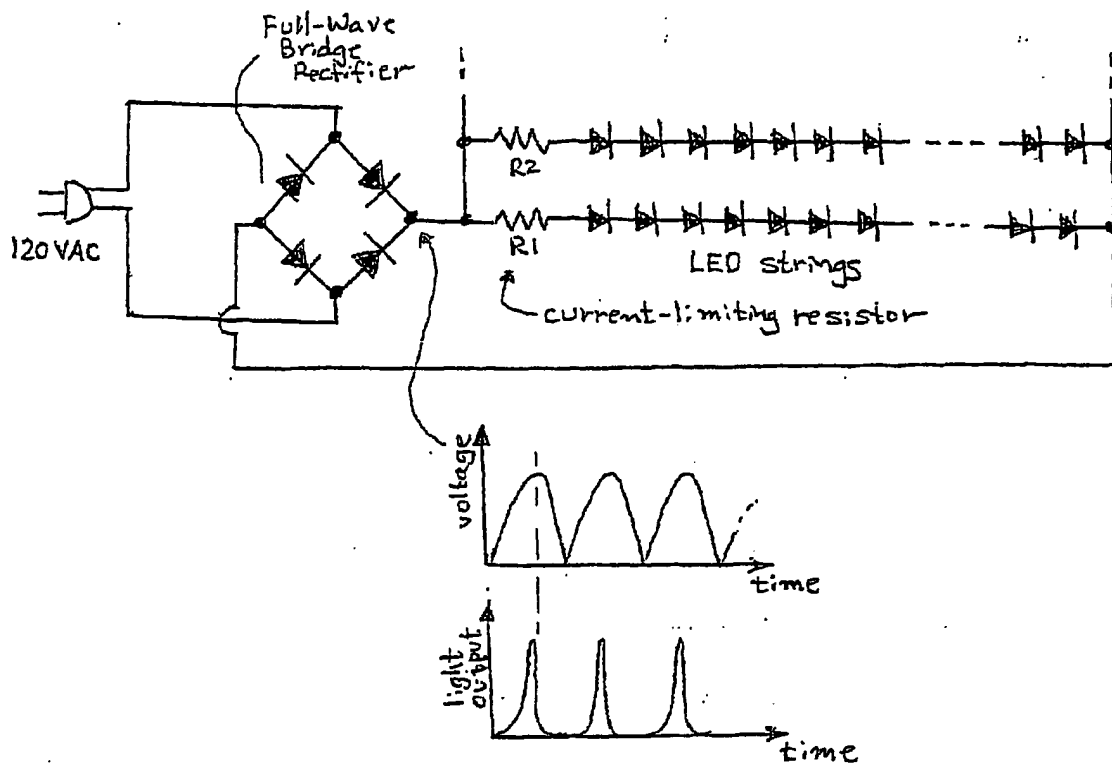 Full-Wave
Bridge
Rectifier
120 VAC
R2
R1
LED strings
current-limiting resistor
voltage
time
light
output
time